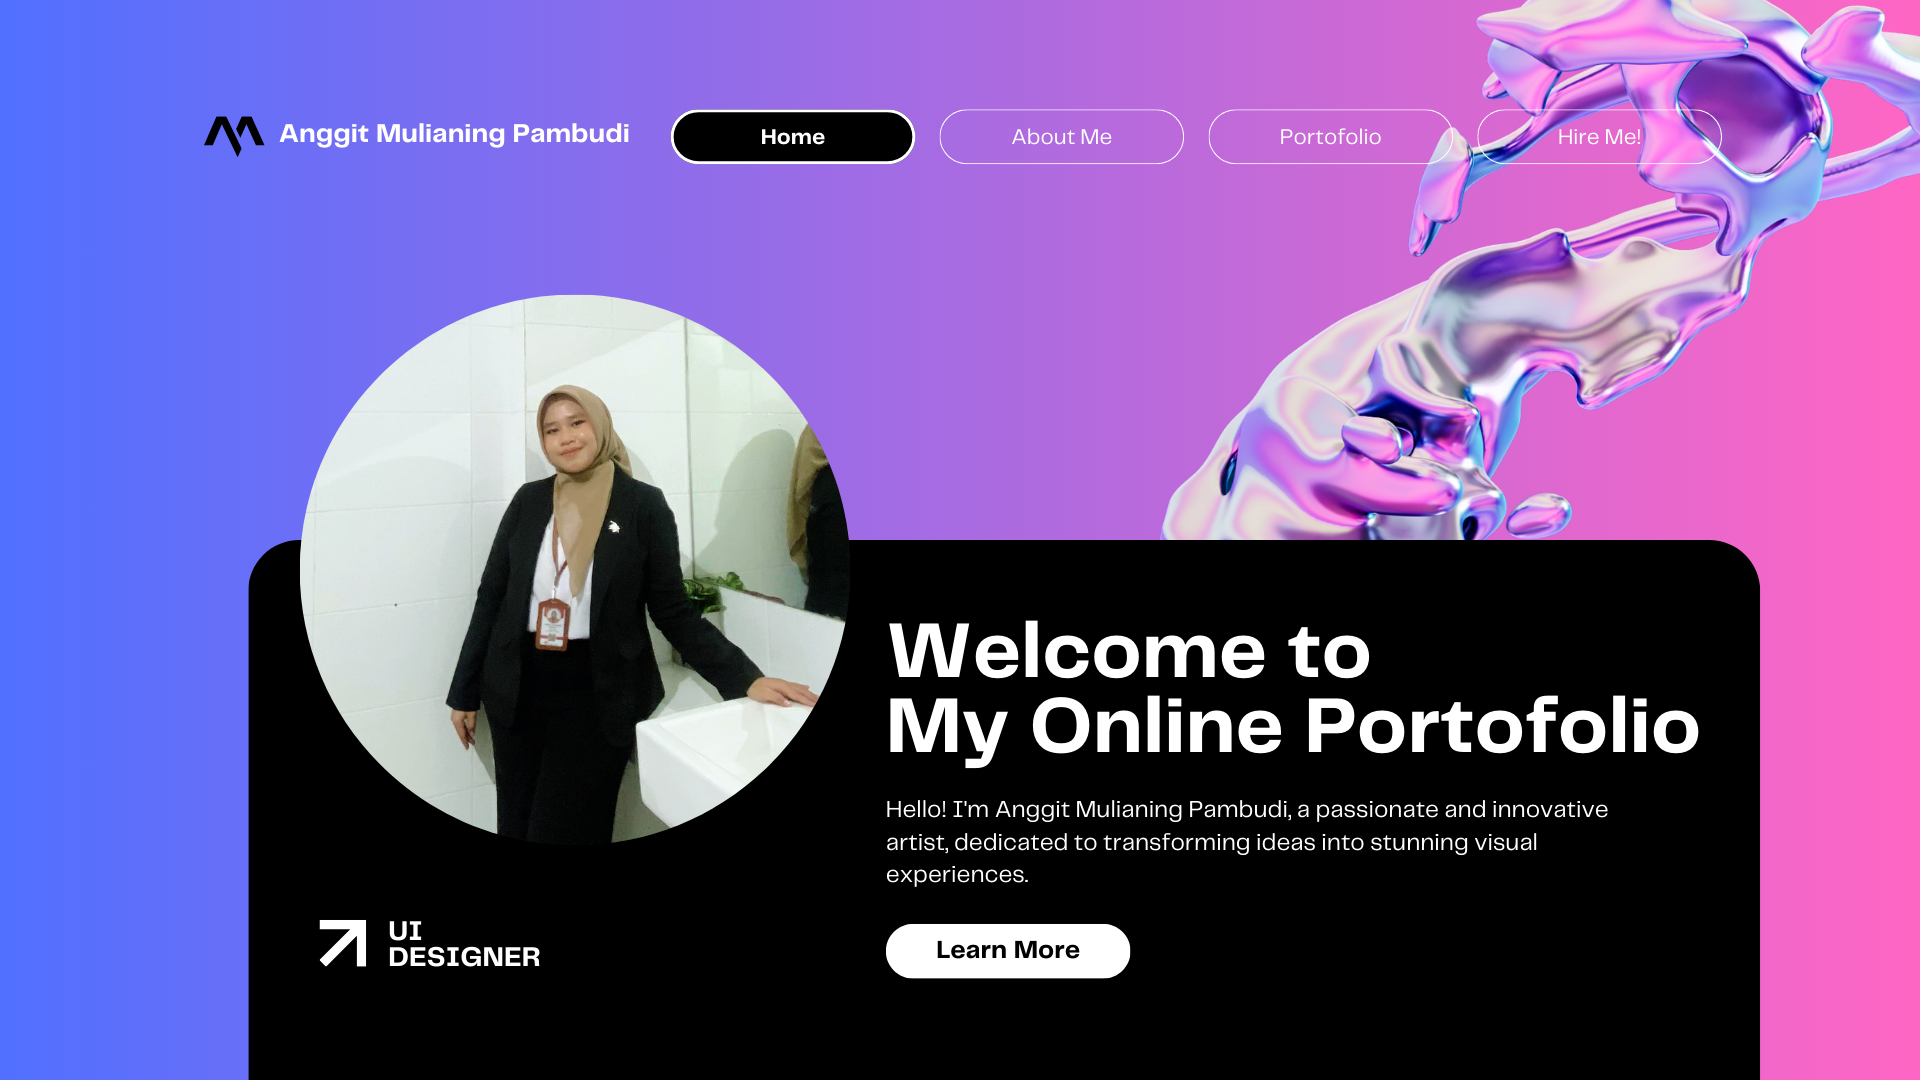 Anggit Mulianing Pambudi
Home
About Me
Portofolio
Hire Me!
Welcome to
My Online Portofolio
Hello! I'm Anggit Mulianing Pambudi, a passionate and innovative
artist, dedicated to transforming ideas into stunning visual
experiences.
Learn More
UI
DESIGNER